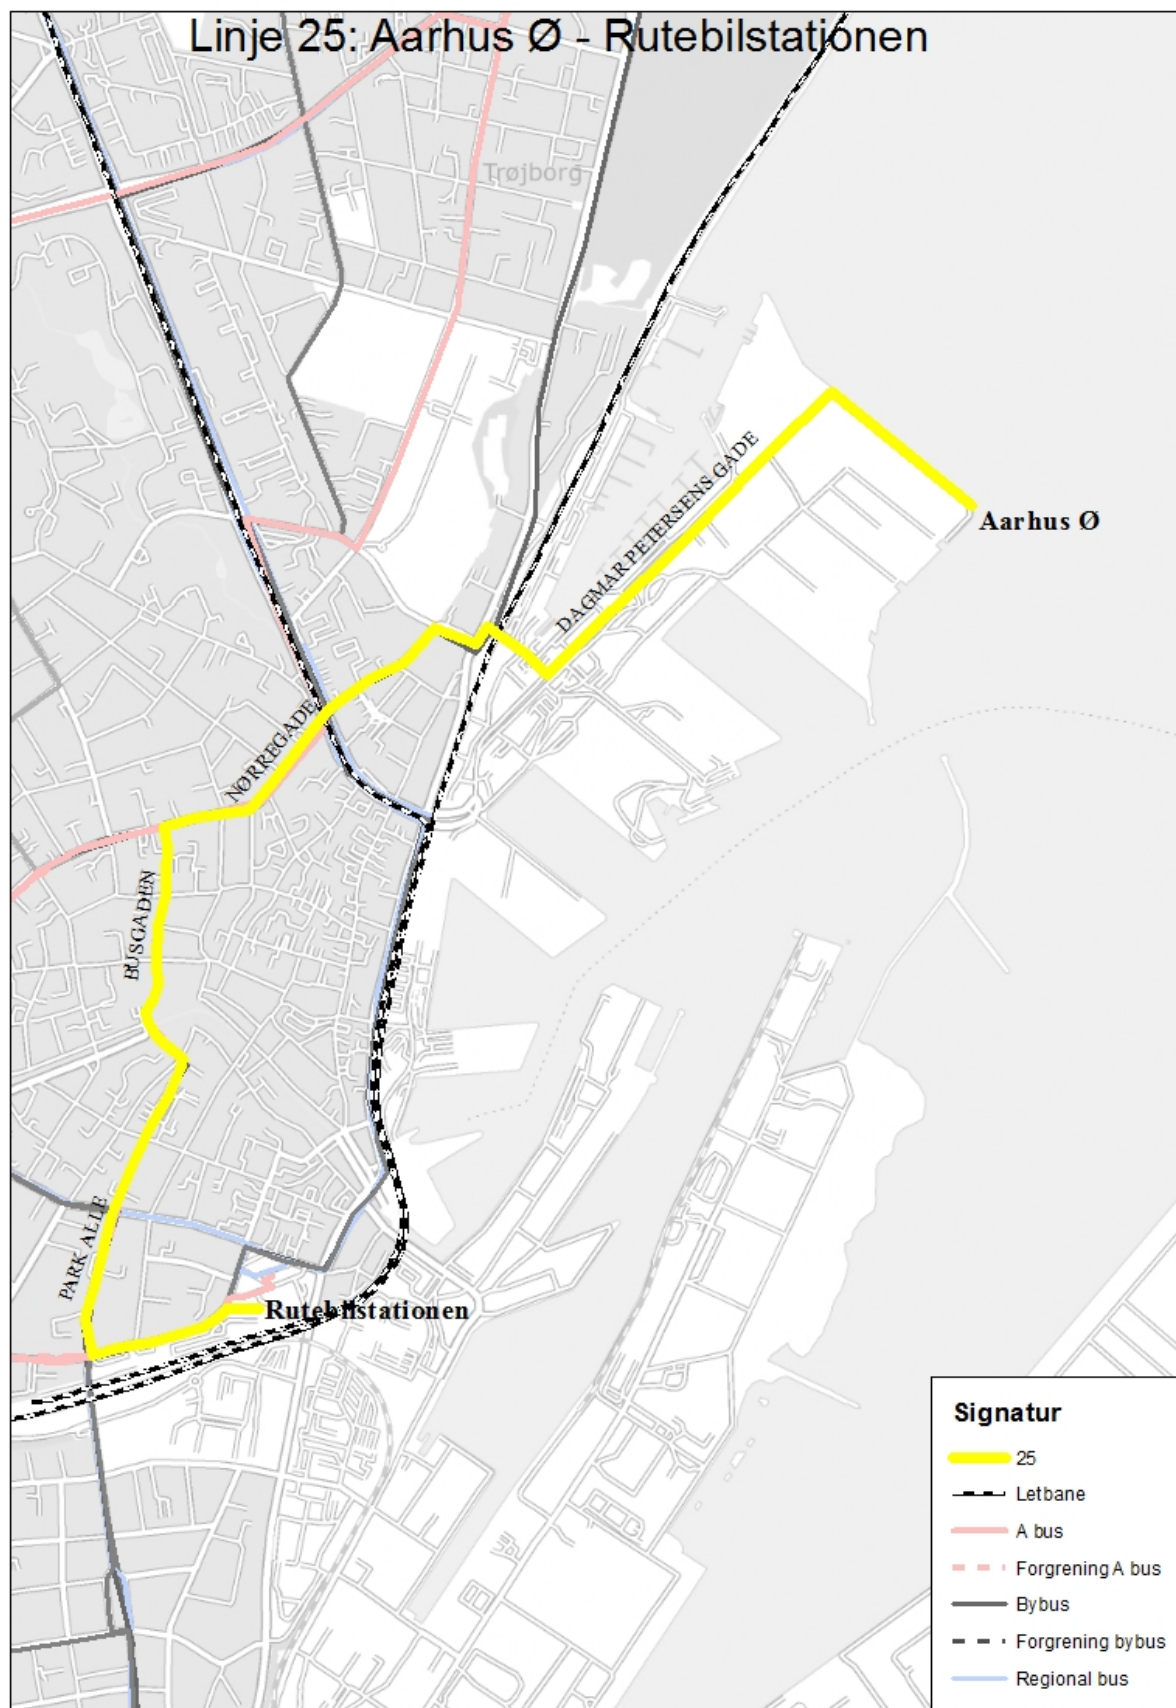 Linje 25: Aarhus Ø - Rutebilstationen
Trøjborg
DAGMAR PETERSENS GADE
Aarhus Ø
NØRREGADE
BUSGADEN
PARK ALLE
Rutebilstationen
Signatur
25
Letbane
A bus
Forgrening A bus
Bybus
Forgrening bybus
Regional bus